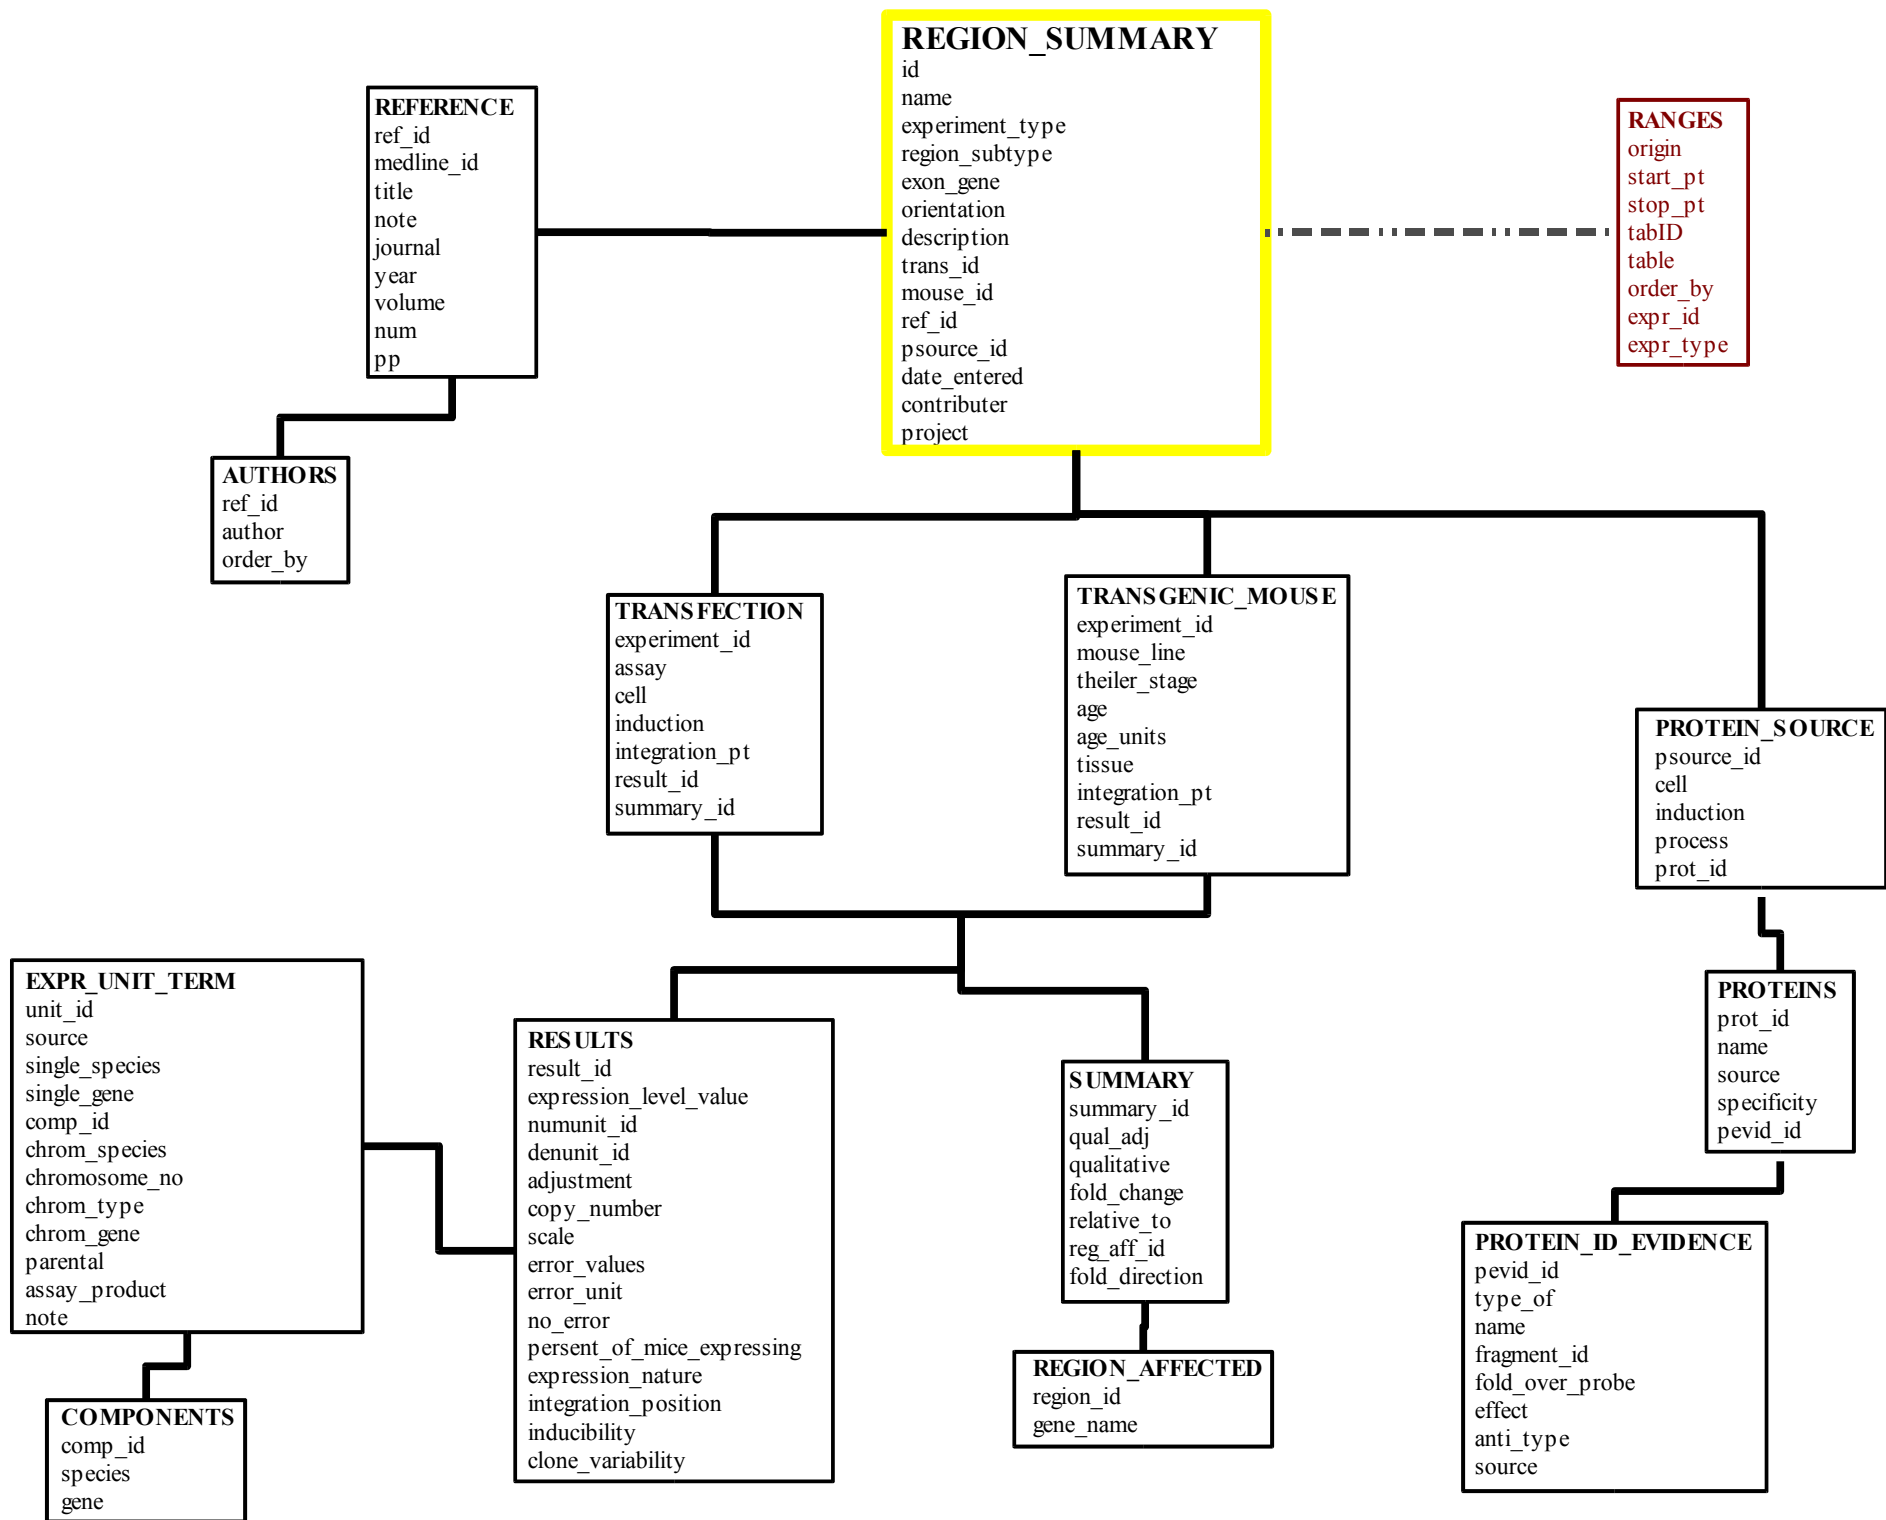 REGION_SUMMARY
id
name
experiment_type
region_subtype
exon_gene
orientation
description
trans_id
mouse_id
ref_id
psource_id
date_entered
contributer
project
REFERENCE
ref_id
medline_id
title
note
journal
year
volume
num
pp
RANGES
origin
start_pt
stop_pt
tabID
table
order_by
expr_id
expr_type
AUTHORS
ref_id
author
order_by
TRANSFECTION
experiment_id
assay
cell
induction
integration_pt
result_id
summary_id
TRANSGENIC_MOUSE
experiment_id
mouse_line
theiler_stage
age
age_units
tissue
integration_pt
result_id
summary_id
PROTEIN_SOURCE
psource_id
cell
induction
process
prot_id
EXPR_UNIT_TERM
unit_id
source
single_species
single_gene
comp_id
chrom_species
chromosome_no
chrom_type
chrom_gene
parental
assay_product
note
RESULTS
result_id
expression_level_value
numunit_id
denunit_id
adjustment
copy_number
scale
error_values
error_unit
no_error
persent_of_mice_expressing
expression_nature
integration_position
inducibility
clone_variability
SUMMARY
summary_id
qual_adj
qualitative
fold_change
relative_to
reg_aff_id
fold_direction
PROTEINS
prot_id
name
source
specificity
pevid_id
PROTEIN_ID_EVIDENCE
pevid_id
type_of
name
fragment_id
fold_over_probe
effect
anti_type
source
REGION_AFFECTED
region_id
gene_name
COMPONENTS
comp_id
species
gene